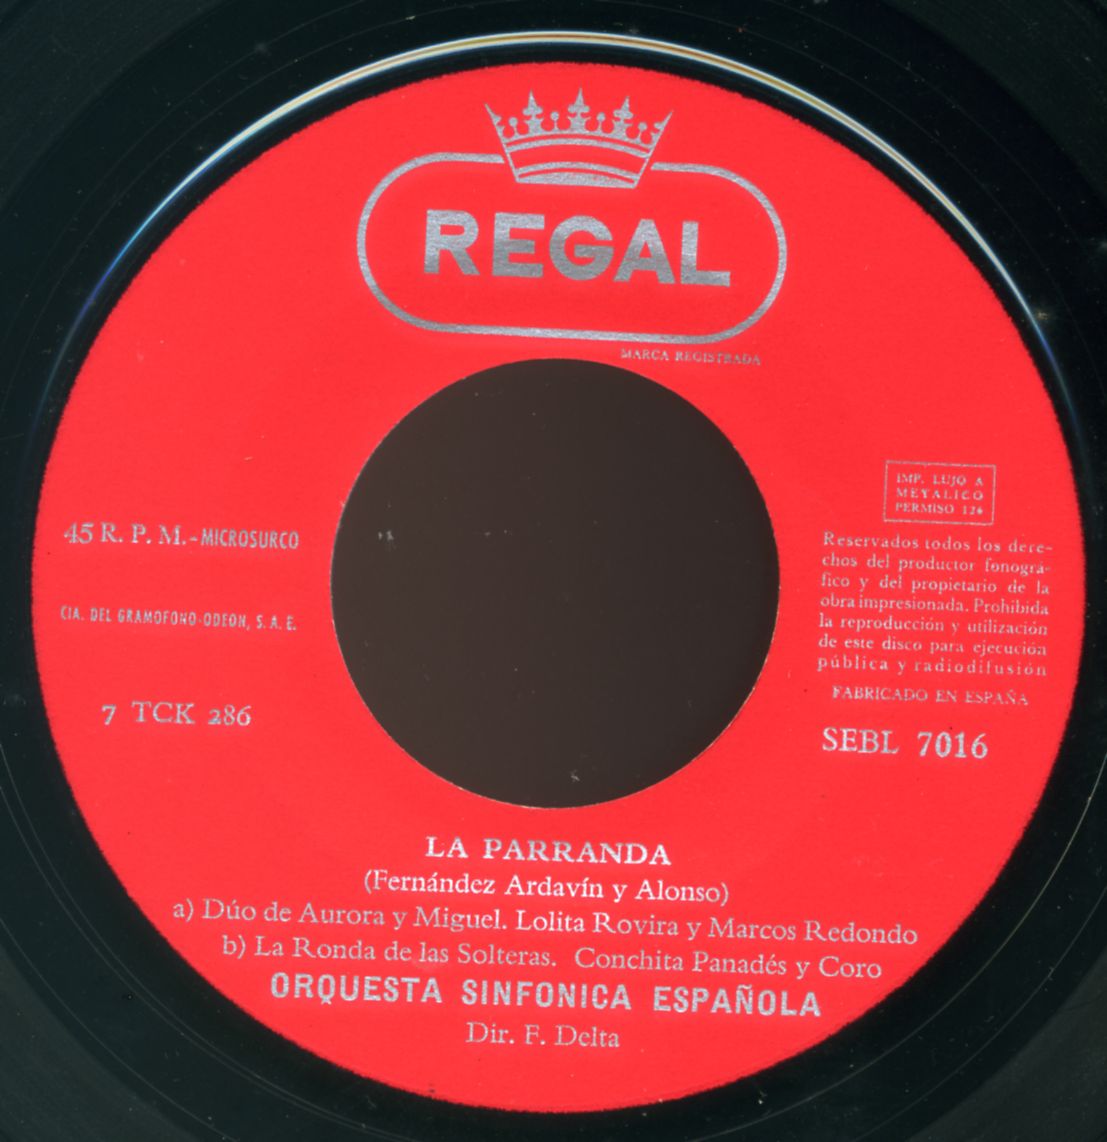 REGAL
MARCA REGISTRADA
45 R. P. M.-MICROSURCO
CIA. DEL GRAMOFONO-ODEON, S. A. E.
7 TCK 286
IMP. LUJO A
METALICO
PERMISO 124
Reservados todos los dere-
chos del productor fonográ-
fico y del propietario de la
obra impresionada. Prohibida
la reproducción y utilización
de este disco para ejecución
pública y radiodifusión
FABRICADO EN ESPAÑA
SEBL 7016
LA PARRANDA
(Fernández Ardavín y Alonso)
a) Dúo de Aurora y Miguel. Lolita Rovira y Marcos Redondo
b) La Ronda de las Solteras. Conchita Panadés y Coro
ORQUESTA SINFONICA ESPAÑOLA
Dir. F. Delta